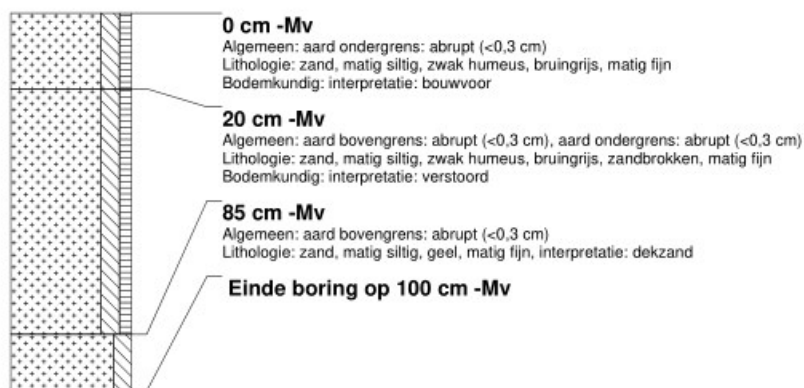 0 cm -Mv
Algemeen: aard ondergrens: abrupt (<0,3 cm)
Lithologie: zand, matig siltig, zwak humeus, bruingrijs, matig fijn
Bodemkundig: interpretatie: bouwvoor
20 cm -Mv
Algemeen: aard bovengrens: abrupt (<0,3 cm), aard ondergrens: abrupt (<0,3 cm)
Lithologie: zand, matig siltig, zwak humeus, bruingrijs, zandbrokken, matig fijn
Bodemkundig: interpretatie: verstoord
85 cm -Mv
Algemeen: aard bovengrens: abrupt (<0,3 cm)
Lithologie: zand, matig siltig, geel, matig fijn, interpretatie: dekzand
Einde boring op 100 cm -Mv